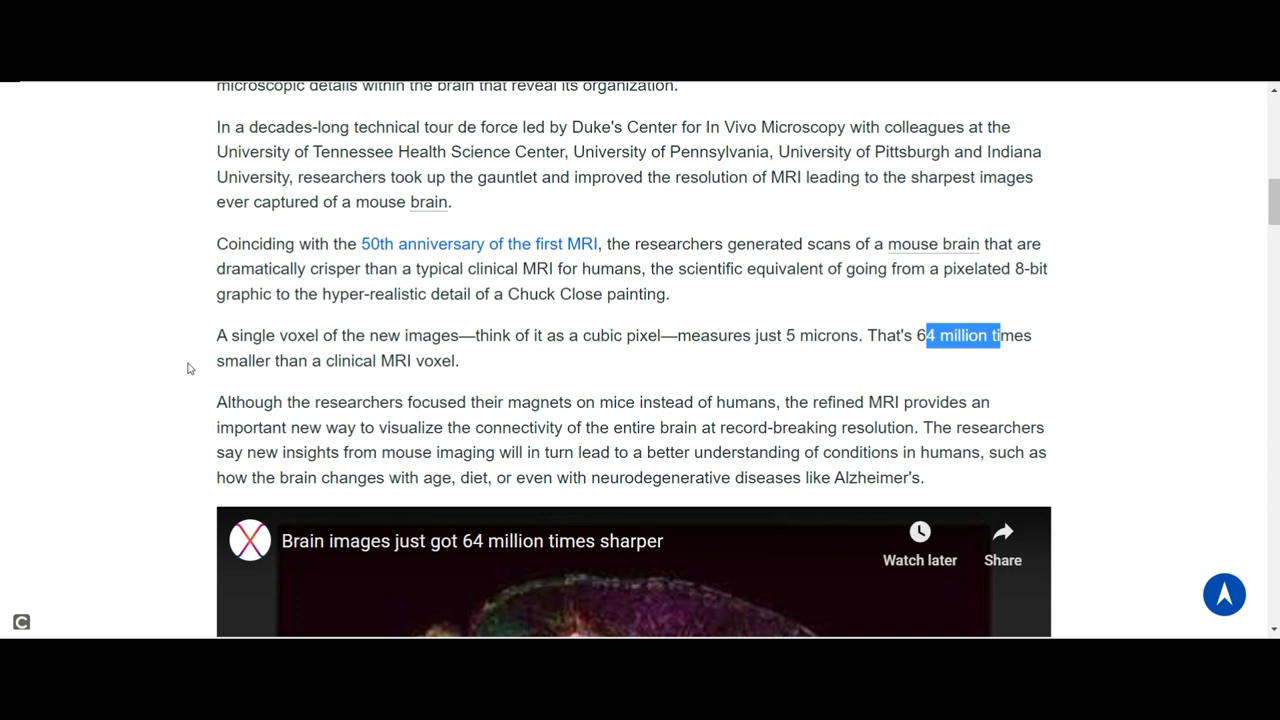 microscopic details within the brain that reveal its organization.
In a decades-long technical tour de force led by Duke's Center for In Vivo Microscopy with colleagues at the
University of Tennessee Health Science Center, University of Pennsylvania, University of Pittsburgh and Indiana
University, researchers took up the gauntlet and improved the resolution of MRI leading to the sharpest images
ever captured of a mouse brain.
Coinciding with the 50th anniversary of the first MRI, the researchers generated scans of a mouse brain that are
dramatically crisper than a typical clinical MRI for humans, the scientific equivalent of going from a pixelated 8-bit
graphic to the hyper-realistic detail of a Chuck Close painting.
A single voxel of the new images—think of it as a cubic pixel—measures just 5 microns. That's 64 million times
smaller than a clinical MRI voxel.
Although the researchers focused their magnets on mice instead of humans, the refined MRI provides an
important new way to visualize the connectivity of the entire brain at record-breaking resolution. The researchers
say new insights from mouse imaging will in turn lead to a better understanding of conditions in humans, such as
how the brain changes with age, diet, or even with neurodegenerative diseases like Alzheimer's.
Brain images just got 64 million times sharper
Watch later
Share
C